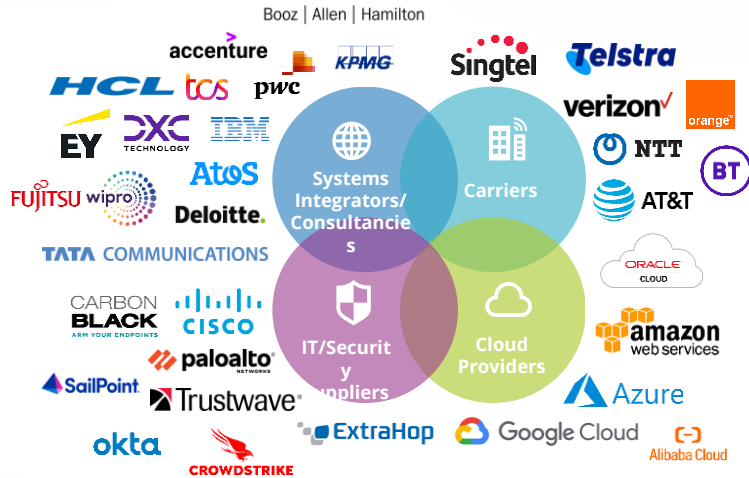 Booz | Allen | Hamilton
accenture
KPMG
Singtel
Telstra
HCL
tcs
pwc
verizon✓
orange™
EY
DXC
TECHNOLOGY
IBM
NTT
BT
Atos
FUJITSU
wipro
Deloitte.
AT&T
Systems
Integrators/
Consultancie
s
Carriers
TATA COMMUNICATIONS
ORACLE
CLOUD
CARBON
BLACK
ARM YOUR ENDPOINTS
CISCO
amazon
web services
paloalto®
NETWORKS
IT/Securit
y
uppliers
Cloud
Providers
SailPoint
Trustwave®
Azure
okta
CROWDSTRIKE
ExtraHop
Google Cloud
Alibaba Cloud